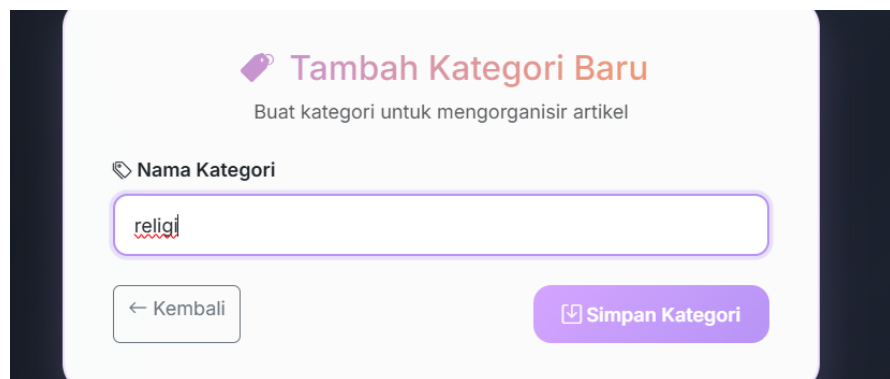 Tambah Kategori Baru
Buat kategori untuk mengorganisir artikel
Nama Kategori
religi
← Kembali
Simpan Kategori